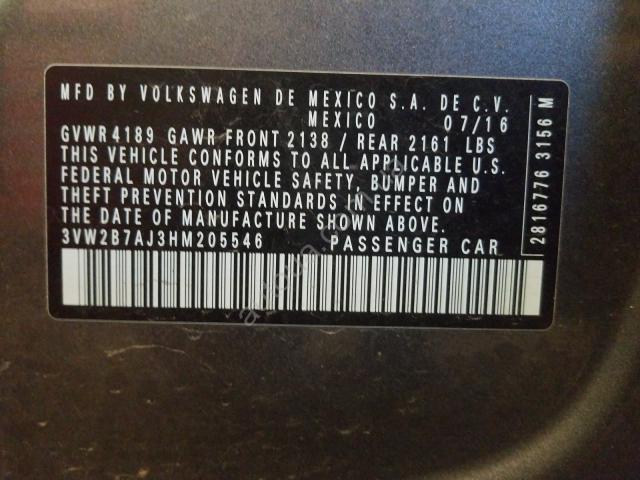 MFD BY VOLKSWAGEN DE MEXICO S.A. DE C.V.
MEXICO 07/16
GVWR 4189 GAWR FRONT 2138 / REAR 2161 LBS
THIS VEHICLE CONFORMS TO ALL APPLICABLE U.S.
FEDERAL MOTOR VEHICLE SAFETY, BUMPER AND
THEFT PREVENTION STANDARDS IN EFFECT ON
THE DATE OF MANUFACTURE SHOWN ABOVE.
3VW2B7AJ3HM205546 PASSENGER CAR
2816776 3156 M